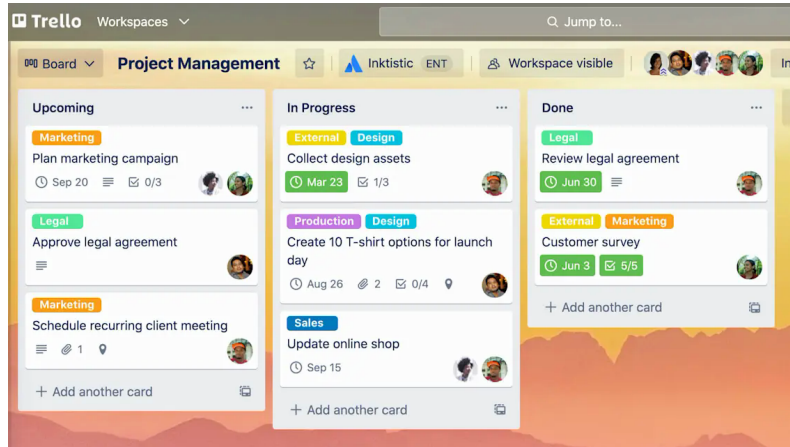 Trello Workspaces Jump to...
Board Project Management Inktistic ENT Workspace visible In
Upcoming
Marketing
Plan marketing campaign
Sep 20 0/3
Legal
Approve legal agreement
Marketing
Schedule recurring client meeting
1
+ Add another card
In Progress
External Design
Collect design assets
Mar 23 1/3
Production Design
Create 10 T-shirt options for launch
day
Aug 26 2 0/4
Sales
Update online shop
Sep 15
+ Add another card
Done
Legal
Review legal agreement
Jun 30
External Marketing
Customer survey
Jun 3 5/5
+ Add another card